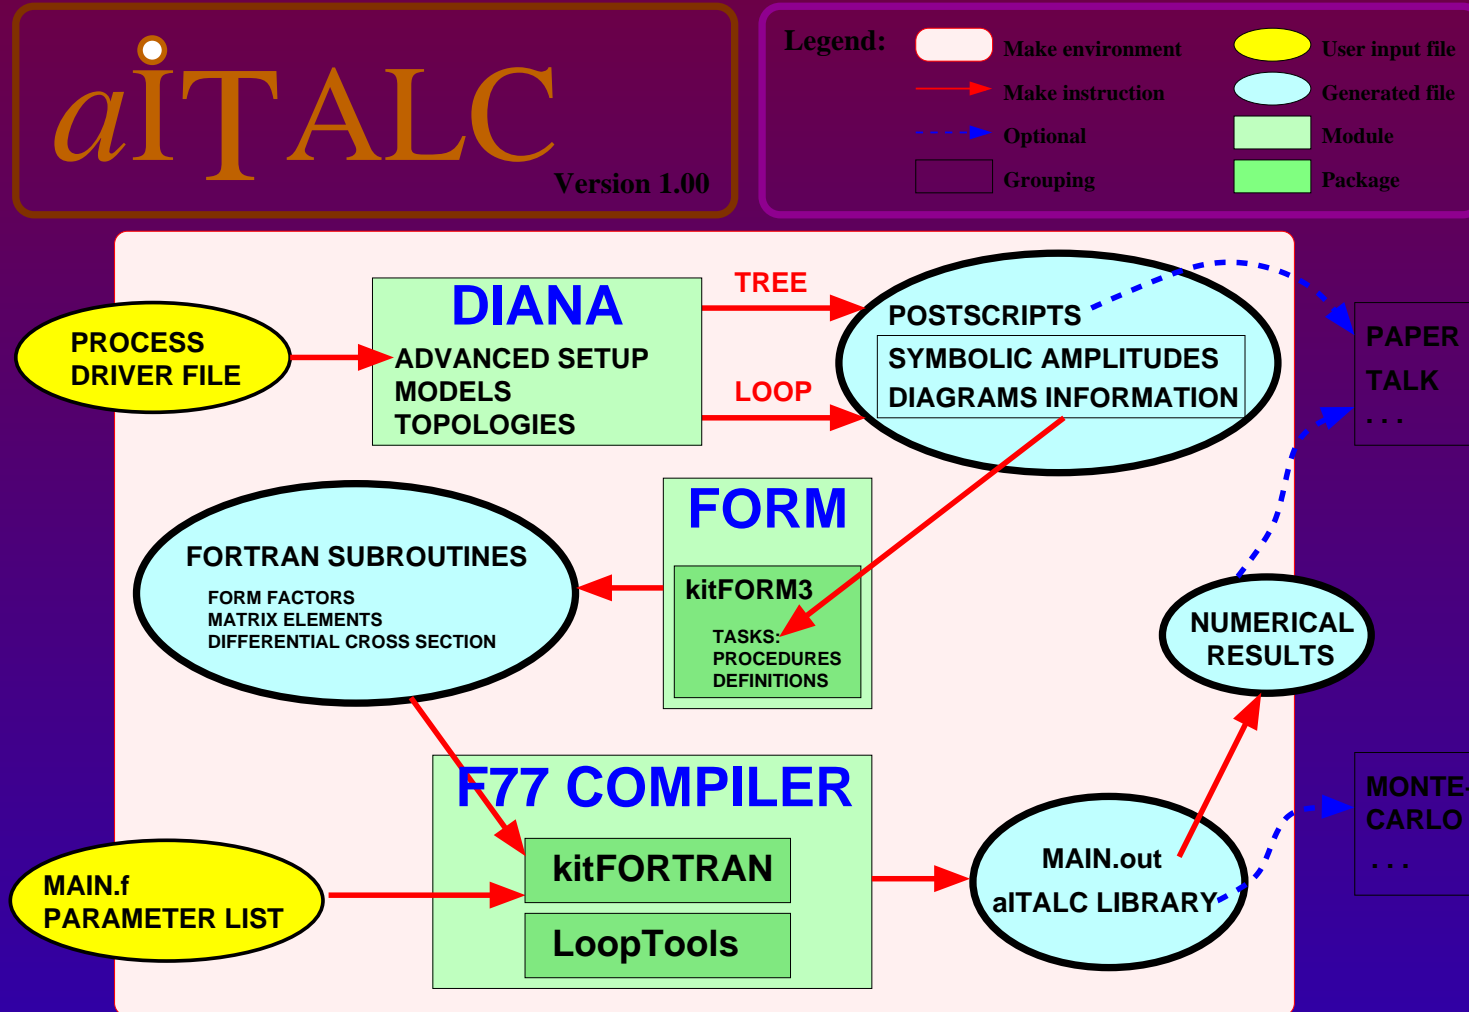 aITALC
Version 1.00
Legend:
Make environment
User input file
Make instruction
Generated file
Optional
Module
Grouping
Package
PROCESS
DRIVER FILE
DIANA
ADVANCED SETUP
MODELS
TOPOLOGIES
TREE
LOOP
POSTSCRIPTS
SYMBOLIC AMPLITUDES
DIAGRAMS INFORMATION
PAPER
TALK
. . .
FORTRAN SUBROUTINES
FORM FACTORS
MATRIX ELEMENTS
DIFFERENTIAL CROSS SECTION
FORM
kitFORM3
TASKS:
PROCEDURES
DEFINITIONS
NUMERICAL
RESULTS
F77 COMPILER
kitFORTRAN
LoopTools
MAIN.f
PARAMETER LIST
MAIN.out
aITALC LIBRARY
MONTE-
CARLO
. . .